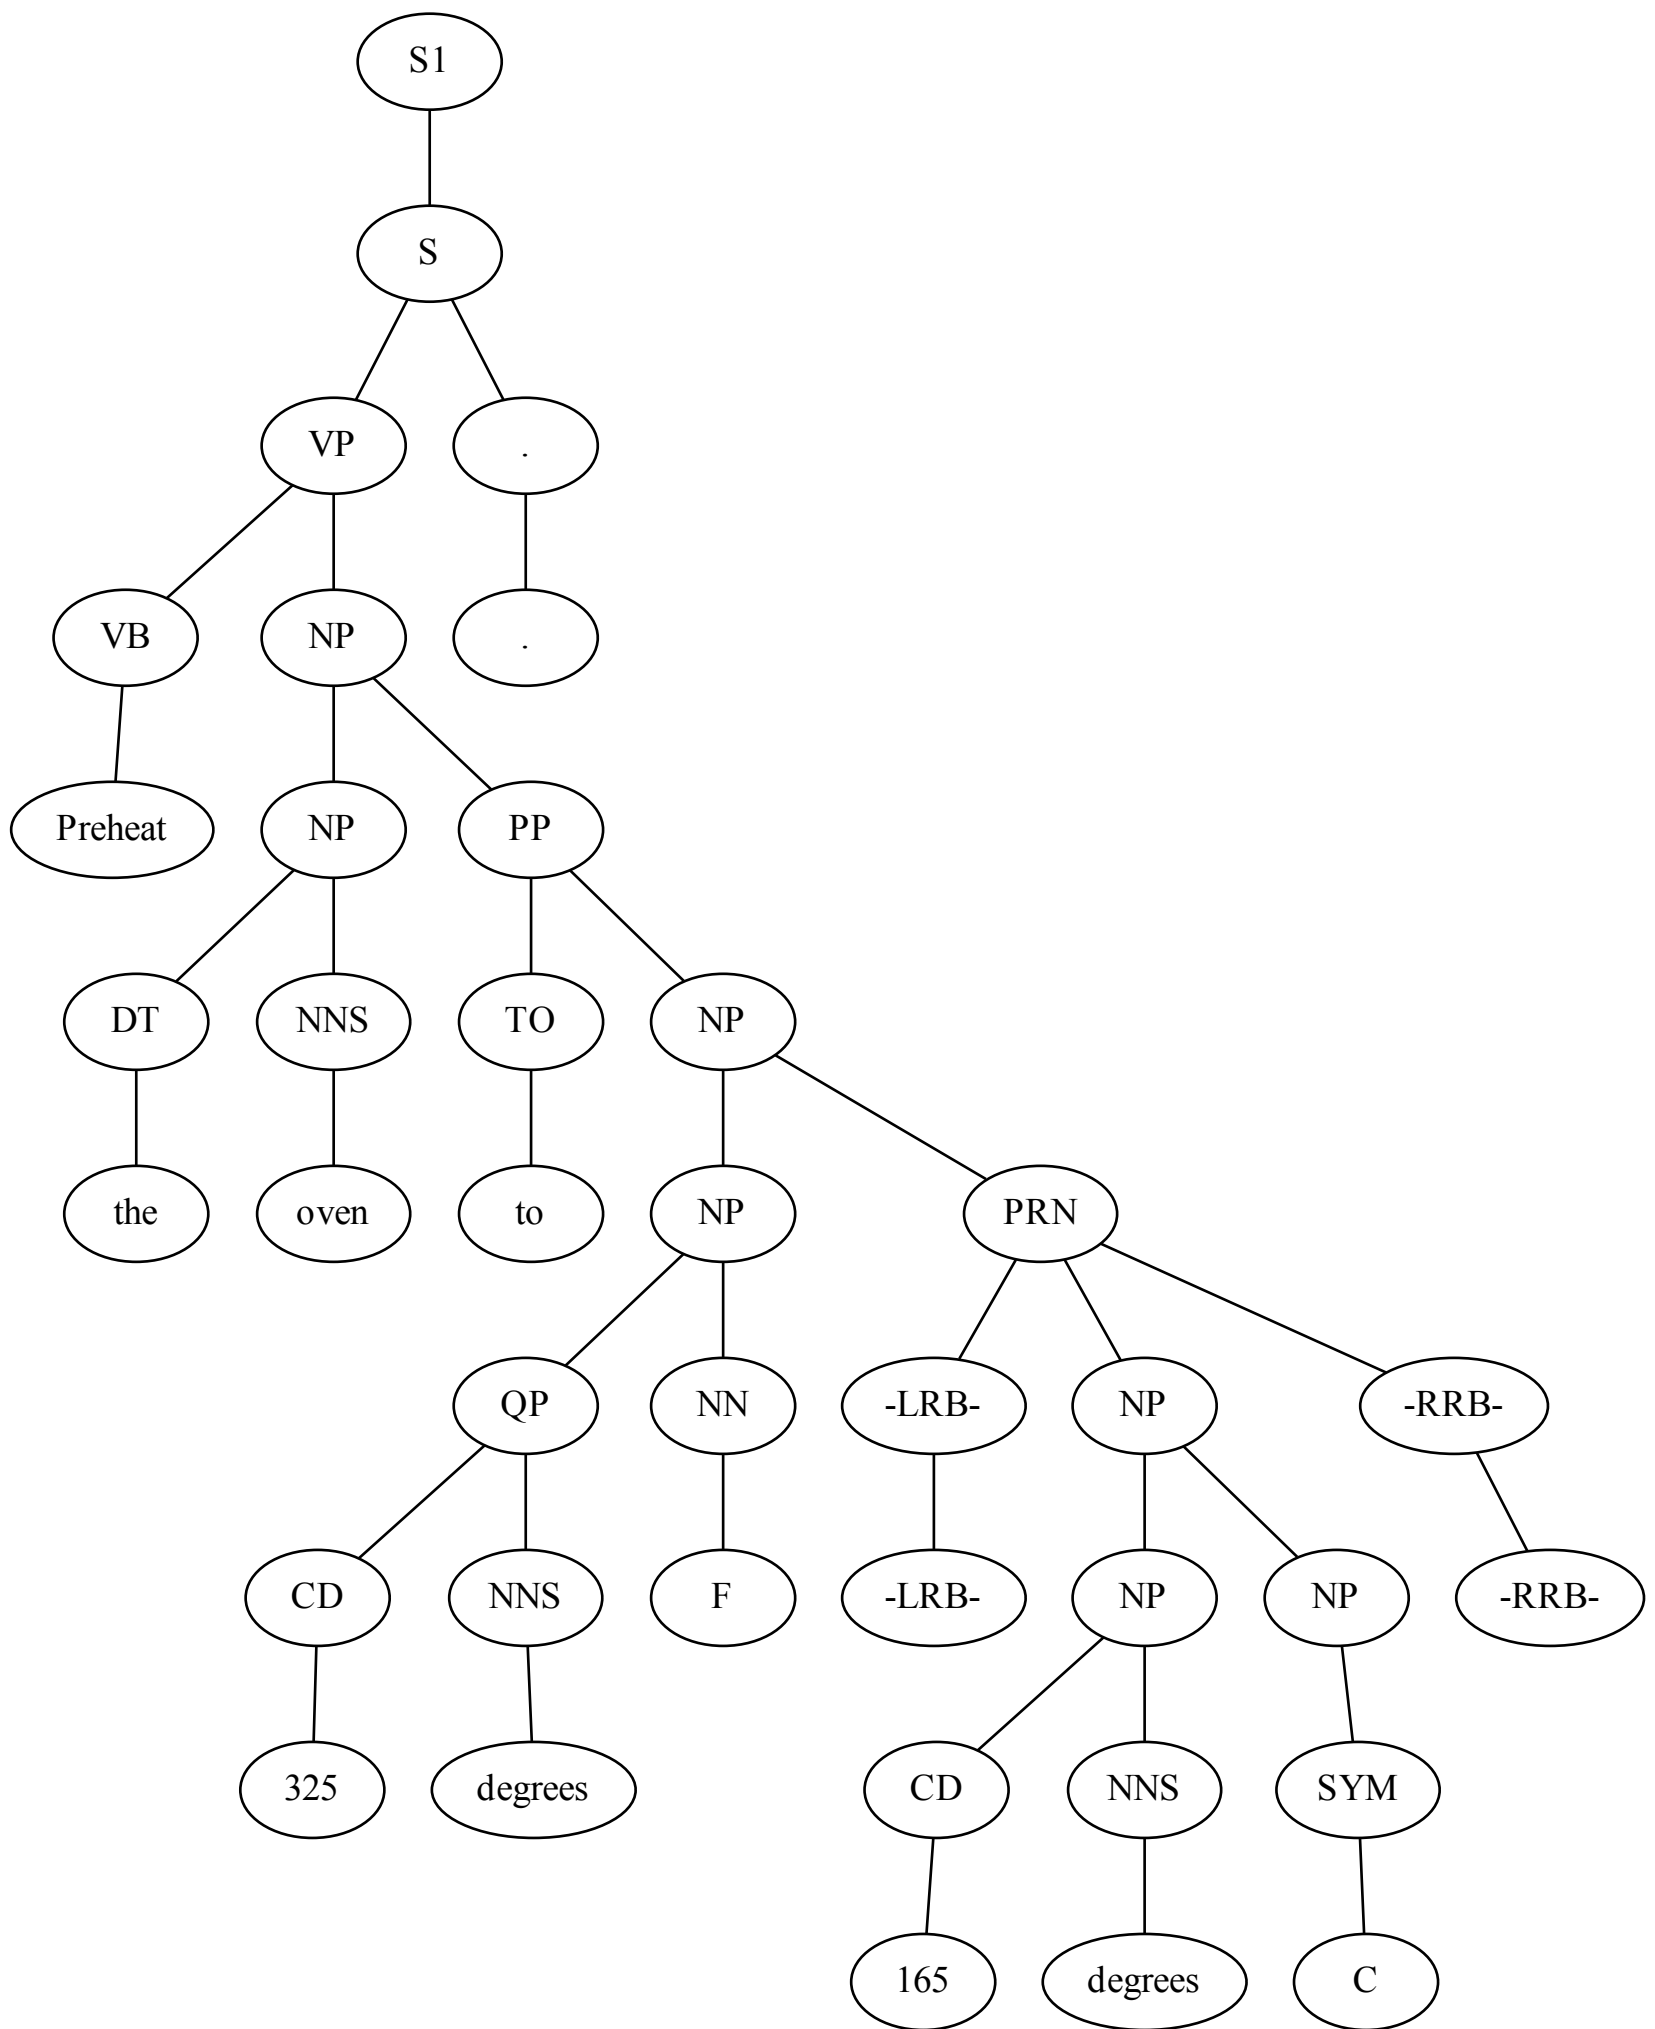 S1
S
VP .
VB NP .
Preheat NP PP
DT NNS TO NP
the oven to NP PRN
QP NN -LRB- NP -RRB-
CD NNS F -LRB- NP NP -RRB-
325 degrees CD NNS SYM
165 degrees C